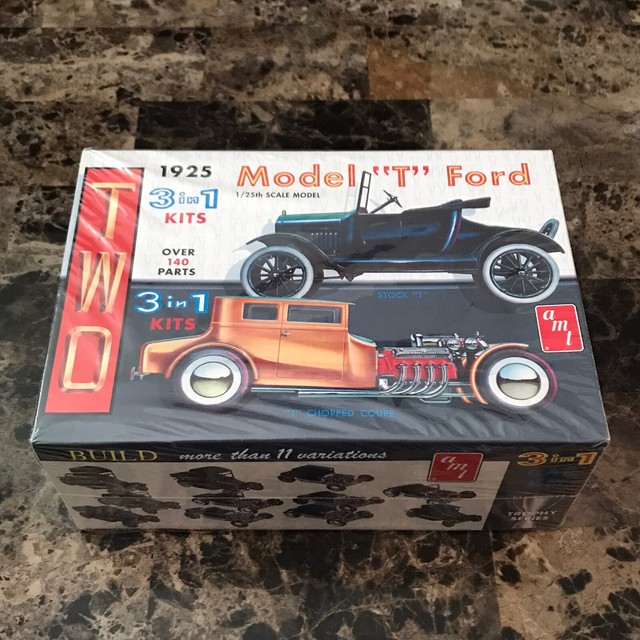 TWO
1925
3 in 1
KITS
Model "T" Ford
1/25th SCALE MODEL
OVER
140
PARTS
STOCK "T"
3 in 1
KITS
amt
"T" CHOPPED COUPE
BUILD more than 11 variations
amt
3 in 1
TROPHY
SERIES